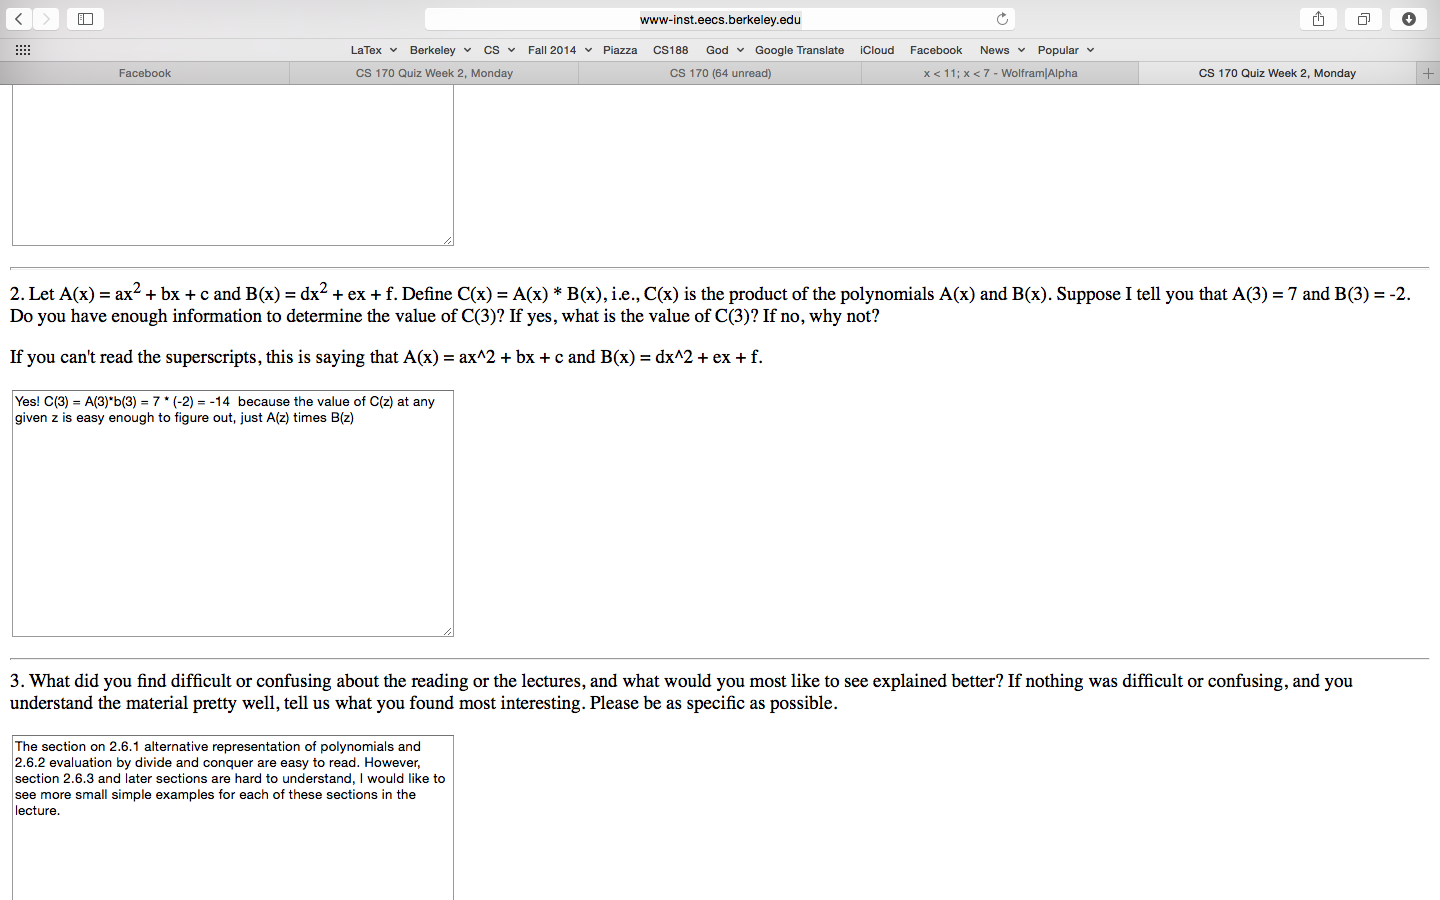 www-inst.eecs.berkeley.edu
LaTex Berkeley CS Fall 2014 Piazza CS188 God Google Translate iCloud Facebook News Popular
Facebook CS 170 Quiz Week 2, Monday CS 170 (64 unread) x < 11; x < 7 - Wolfram|Alpha CS 170 Quiz Week 2, Monday +
2. Let A(x) = ax² + bx + c and B(x) = dx² + ex + f. Define C(x) = A(x) * B(x), i.e., C(x) is the product of the polynomials A(x) and B(x). Suppose I tell you that A(3) = 7 and B(3) = -2.
Do you have enough information to determine the value of C(3)? If yes, what is the value of C(3)? If no, why not?
If you can't read the superscripts, this is saying that A(x) = ax^2 + bx + c and B(x) = dx^2 + ex + f.
Yes! C(3) = A(3)*b(3) = 7 * (-2) = -14 because the value of C(z) at any
given z is easy enough to figure out, just A(z) times B(z)
3. What did you find difficult or confusing about the reading or the lectures, and what would you most like to see explained better? If nothing was difficult or confusing, and you
understand the material pretty well, tell us what you found most interesting. Please be as specific as possible.
The section on 2.6.1 alternative representation of polynomials and
2.6.2 evaluation by divide and conquer are easy to read. However,
section 2.6.3 and later sections are hard to understand, I would like to
see more small simple examples for each of these sections in the
lecture.